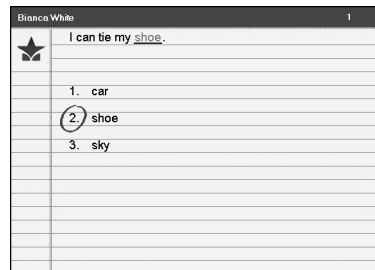 Bianca White 1
I can tie my shoe.
1. car
2. shoe
3. sky